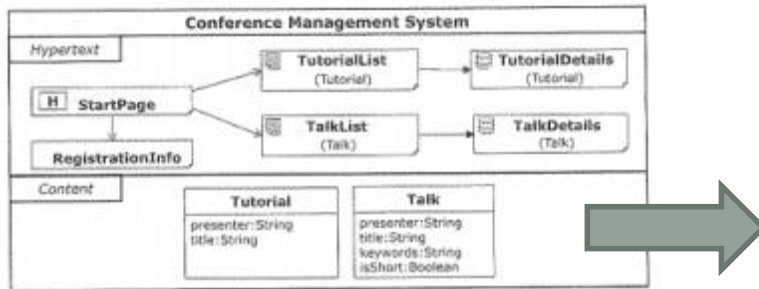 Conference Management System
Hypertext
TutorialList
(Tutorial)
TutorialDetails
(Tutorial)
H StartPage
TalkList
(Talk)
TalkDetails
(Talk)
RegistrationInfo
Content
Tutorial
presenter:String
title:String
Talk
presenter:String
title:String
keywords:String
isShort:Boolean